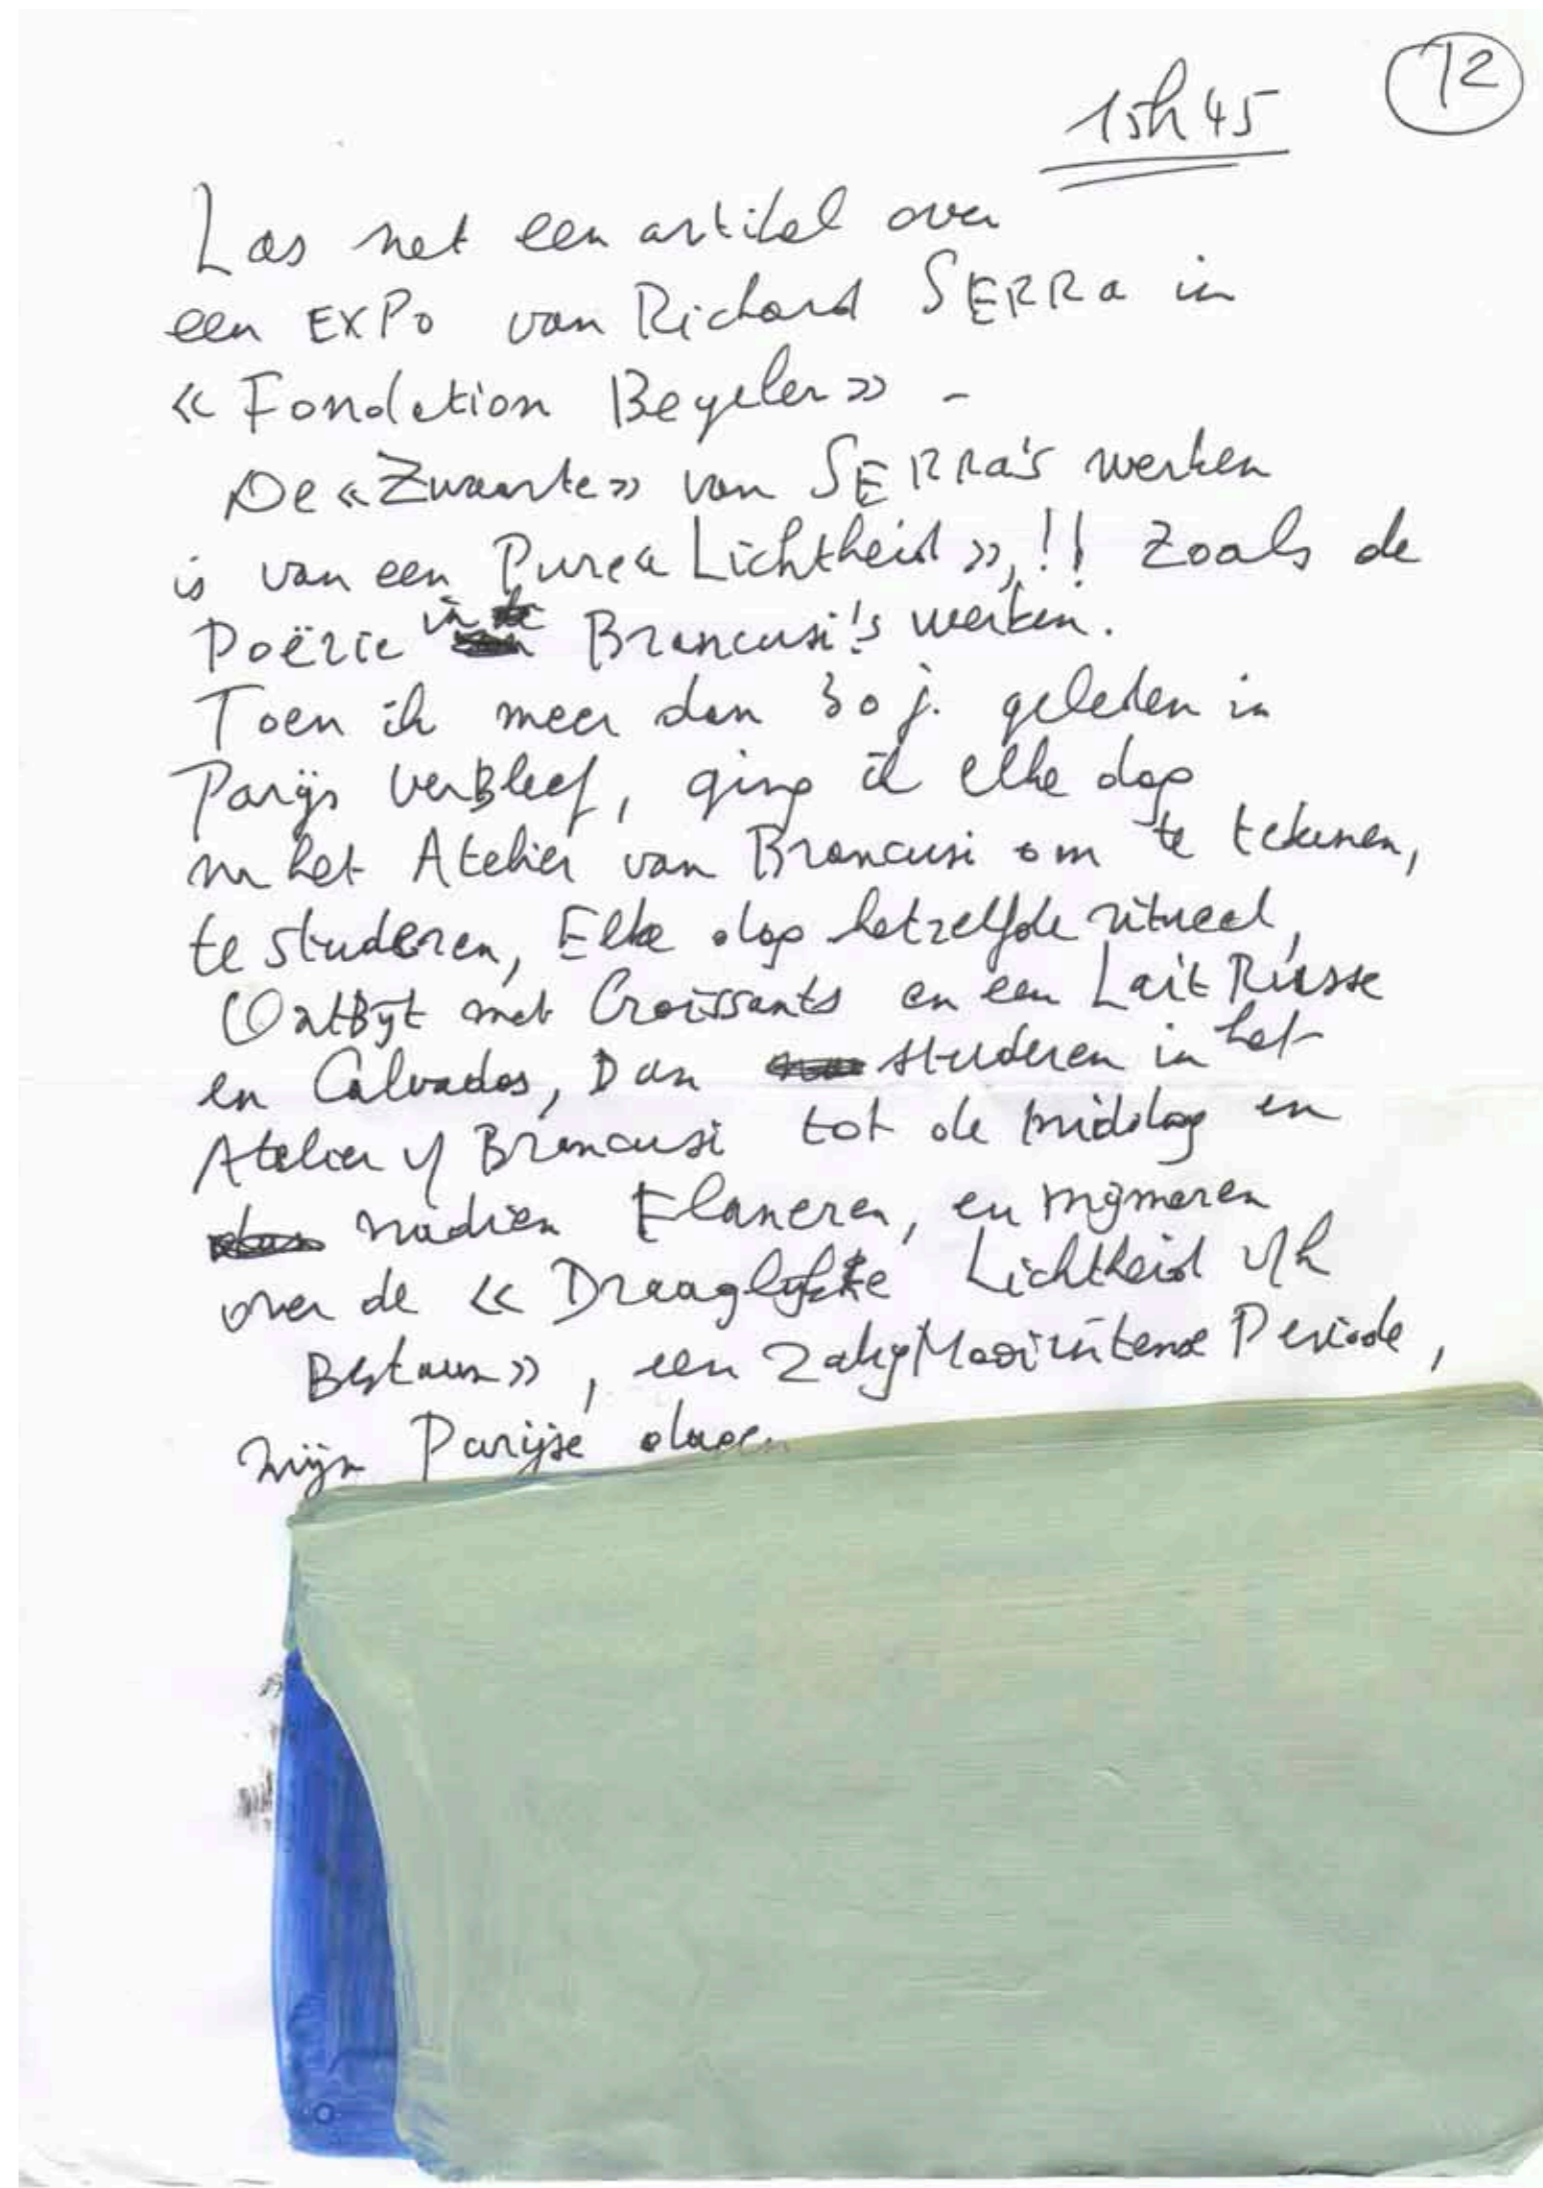 12
15h45
Las net een artikel over
een EXPO van Richard SERRa in
« Fondation Beyeler» -
De «Zwaarte» van SERRa's werken
is van een Pure « Lichtheid », !! Zoals de
Poëzie in Brancusi's werken.
Toen ik meer dan 30 j. geleden in
Parijs verbleef, ging ik elke dag
in het Atelier van Brancusi om te tekenen,
te studeren, Elke dag hetzelfde ritueel,
Ontbijt met Croissants en een Lait Russe
en Calvados, Dan studeren in het
Atelier v/ Brancusi tot de middag en
nadien Flaneren, en mijmeren
over de « Draaglijke Lichtheid v/h
Bestaan», een Zalig Mooi Periode,
mijn Parijse dagen